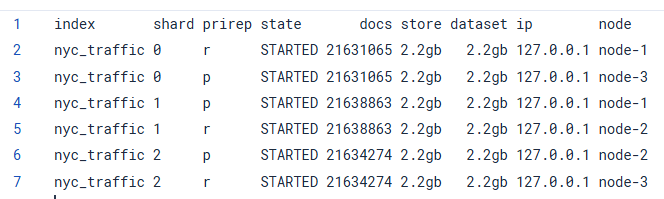 1 index shard prirep state docs store dataset ip node
2 nyc_traffic 0 r STARTED 21631065 2.2gb 2.2gb 127.0.0.1 node-1
3 nyc_traffic 0 p STARTED 21631065 2.2gb 2.2gb 127.0.0.1 node-3
4 nyc_traffic 1 p STARTED 21638863 2.2gb 2.2gb 127.0.0.1 node-1
5 nyc_traffic 1 r STARTED 21638863 2.2gb 2.2gb 127.0.0.1 node-2
6 nyc_traffic 2 p STARTED 21634274 2.2gb 2.2gb 127.0.0.1 node-2
7 nyc_traffic 2 r STARTED 21634274 2.2gb 2.2gb 127.0.0.1 node-3